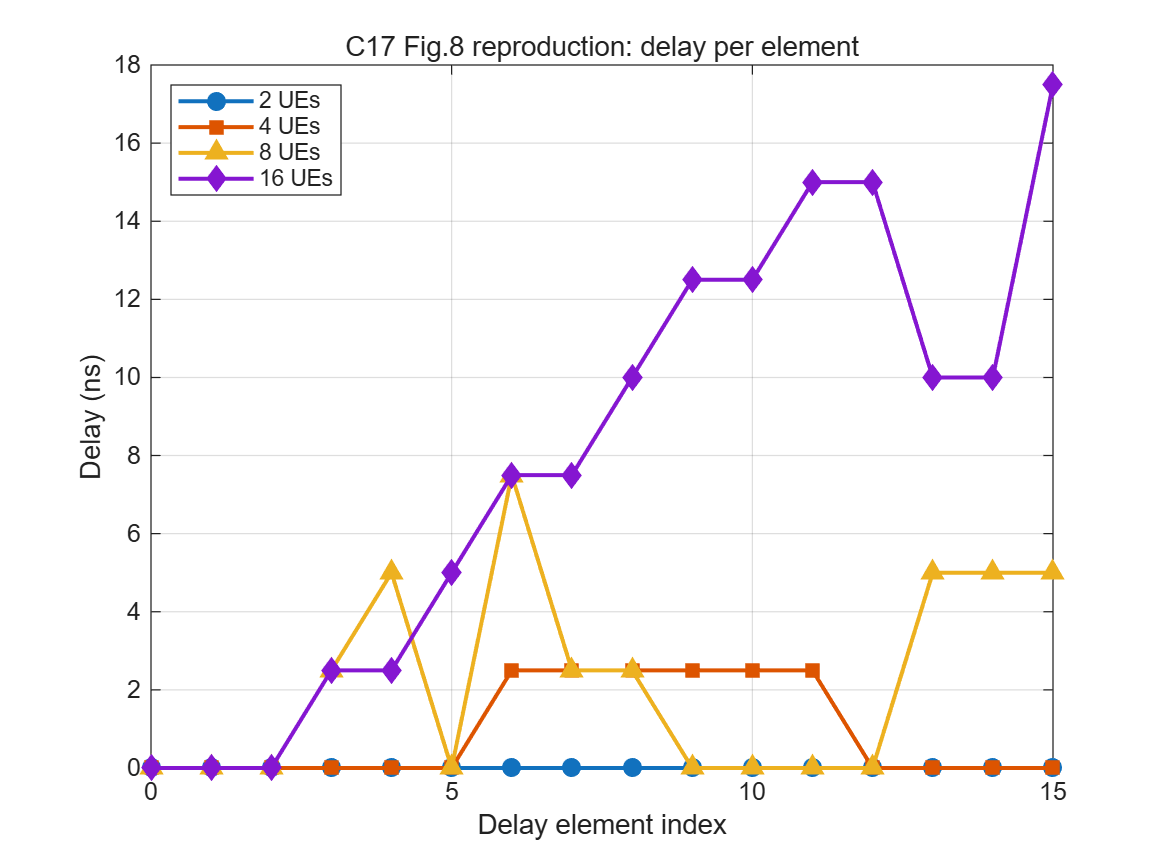 C17 Fig.8 reproduction: delay per element
18
16
14
12
10
8
6
4
2
0
2 UEs
4 UEs
8 UEs
16 UEs
Delay (ns)
0 5 10 15
Delay element index